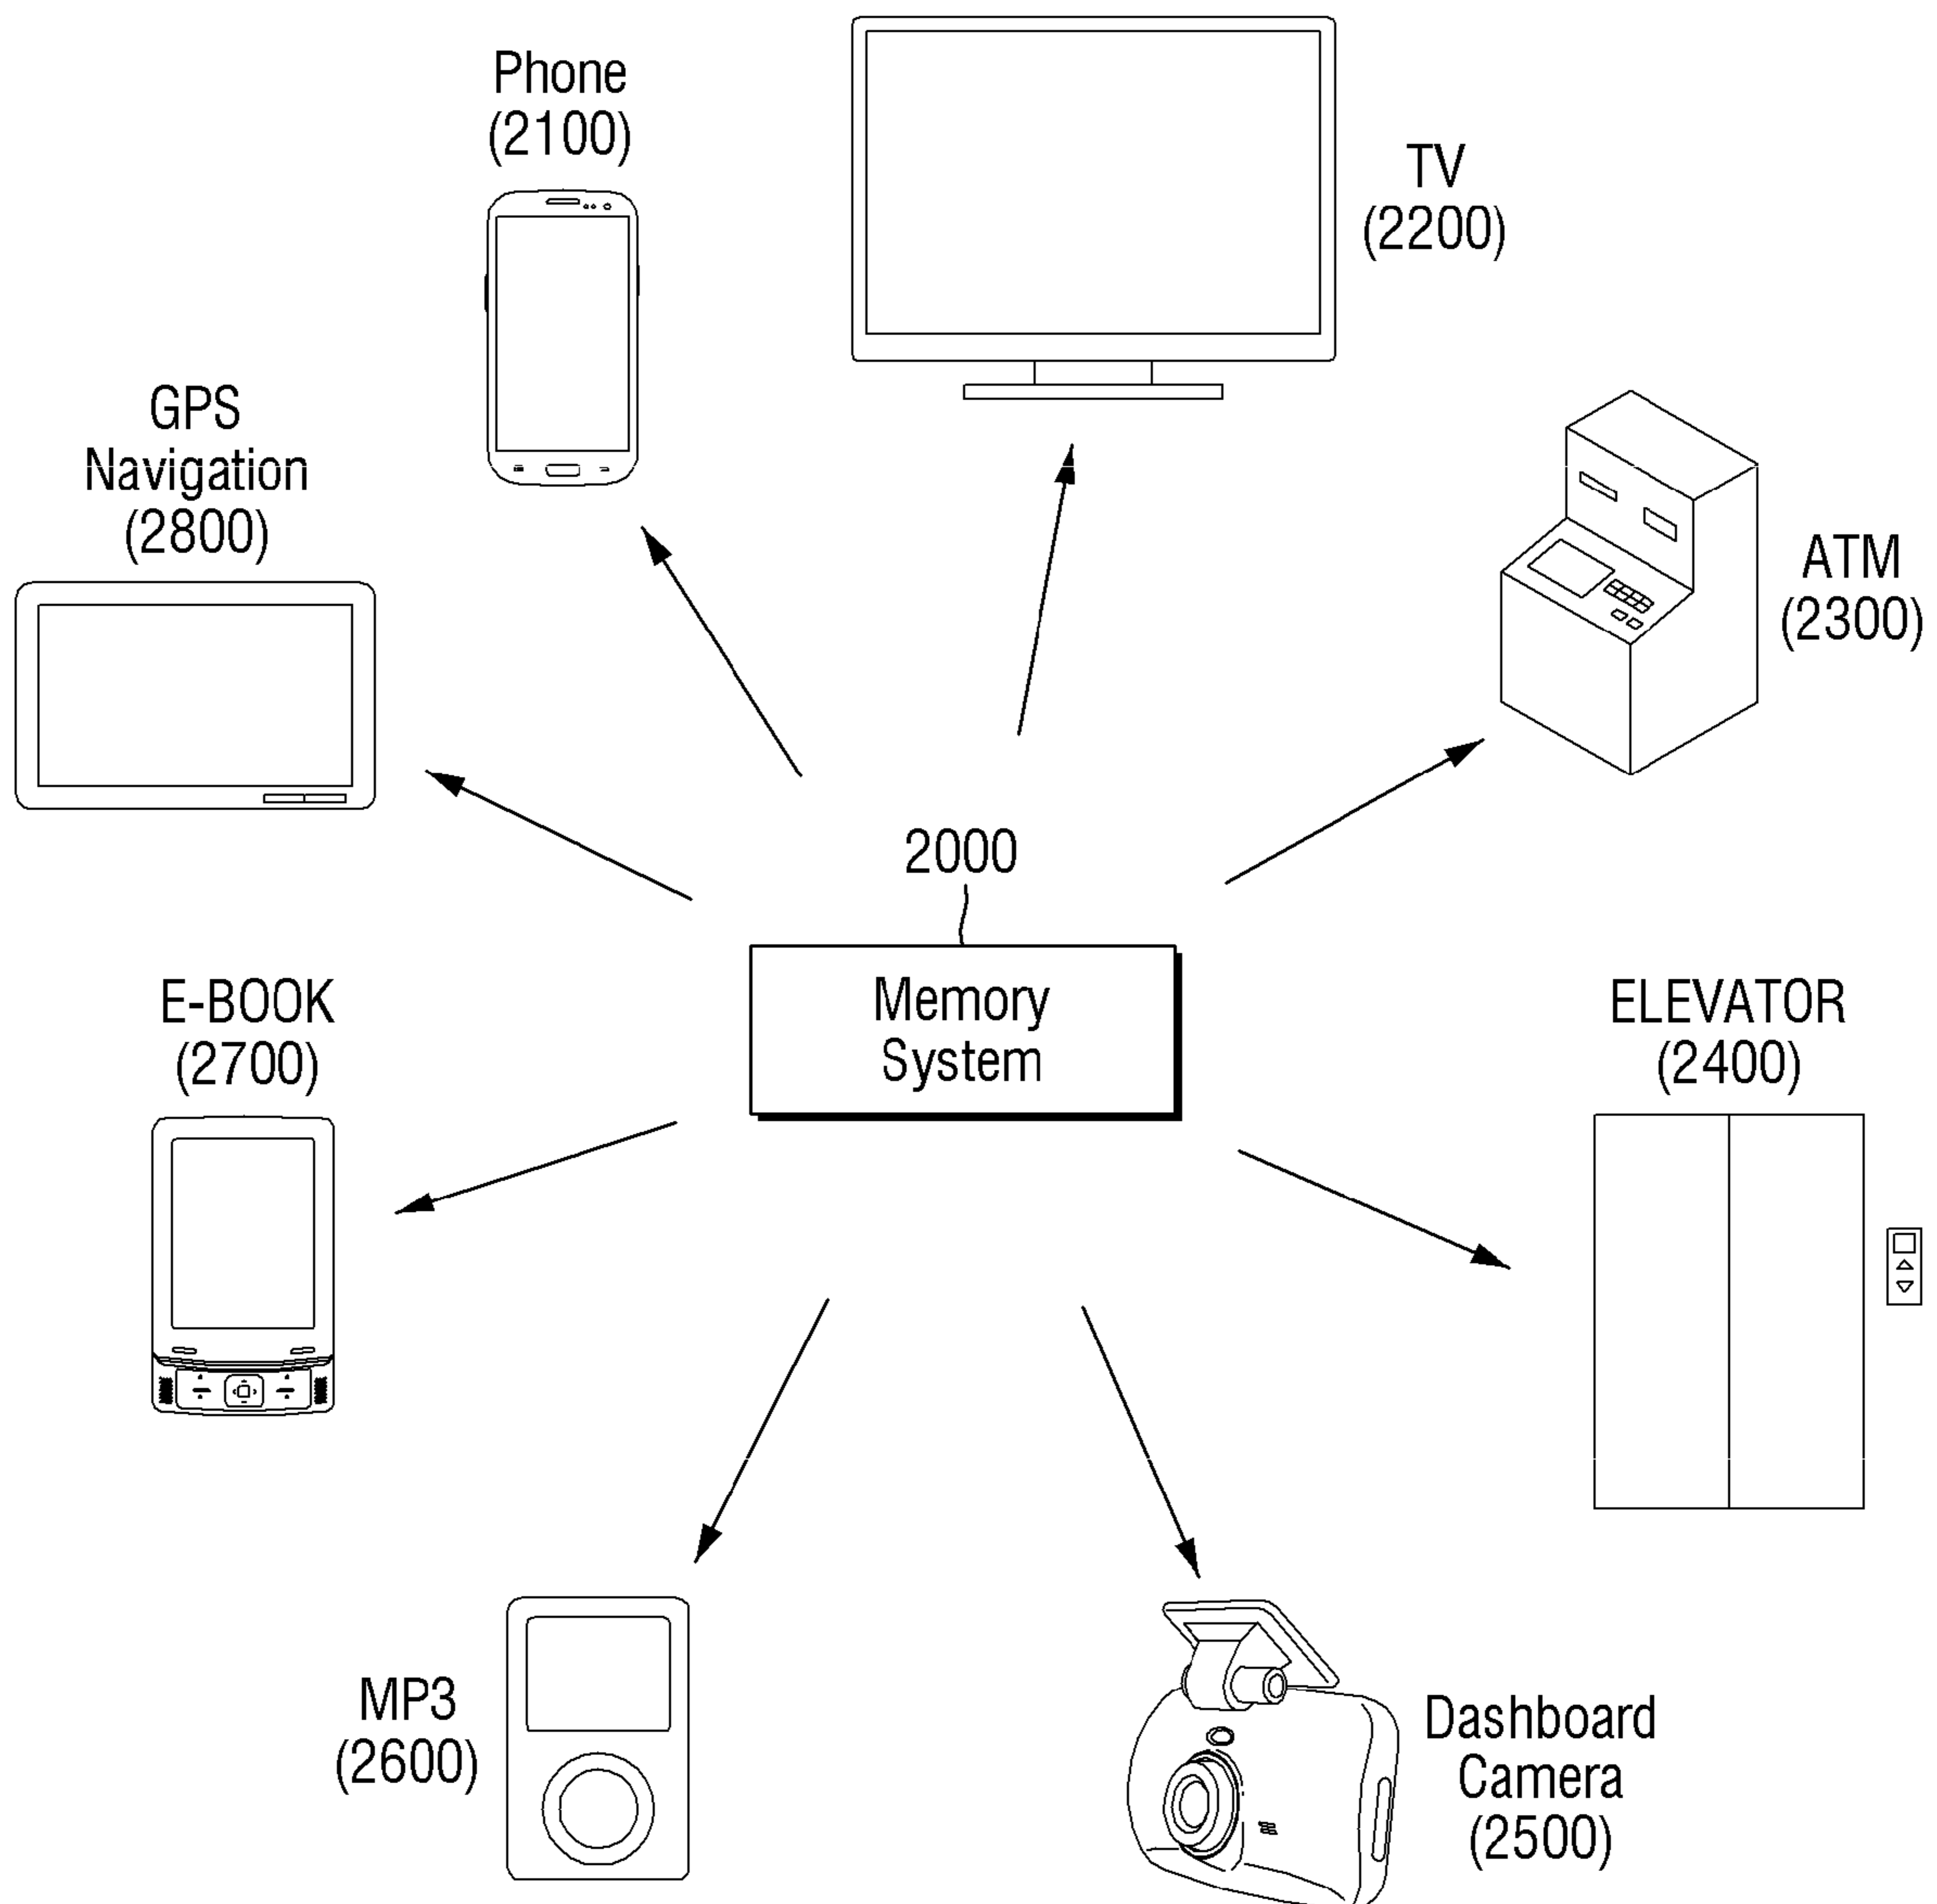 Phone
(2100)
TV
(2200)
GPS
Navigation
(2800)
ATM
(2300)
2000
Memory
System
E-BOOK
(2700)
ELEVATOR
(2400)
MP3
(2600)
Dashboard
Camera
(2500)